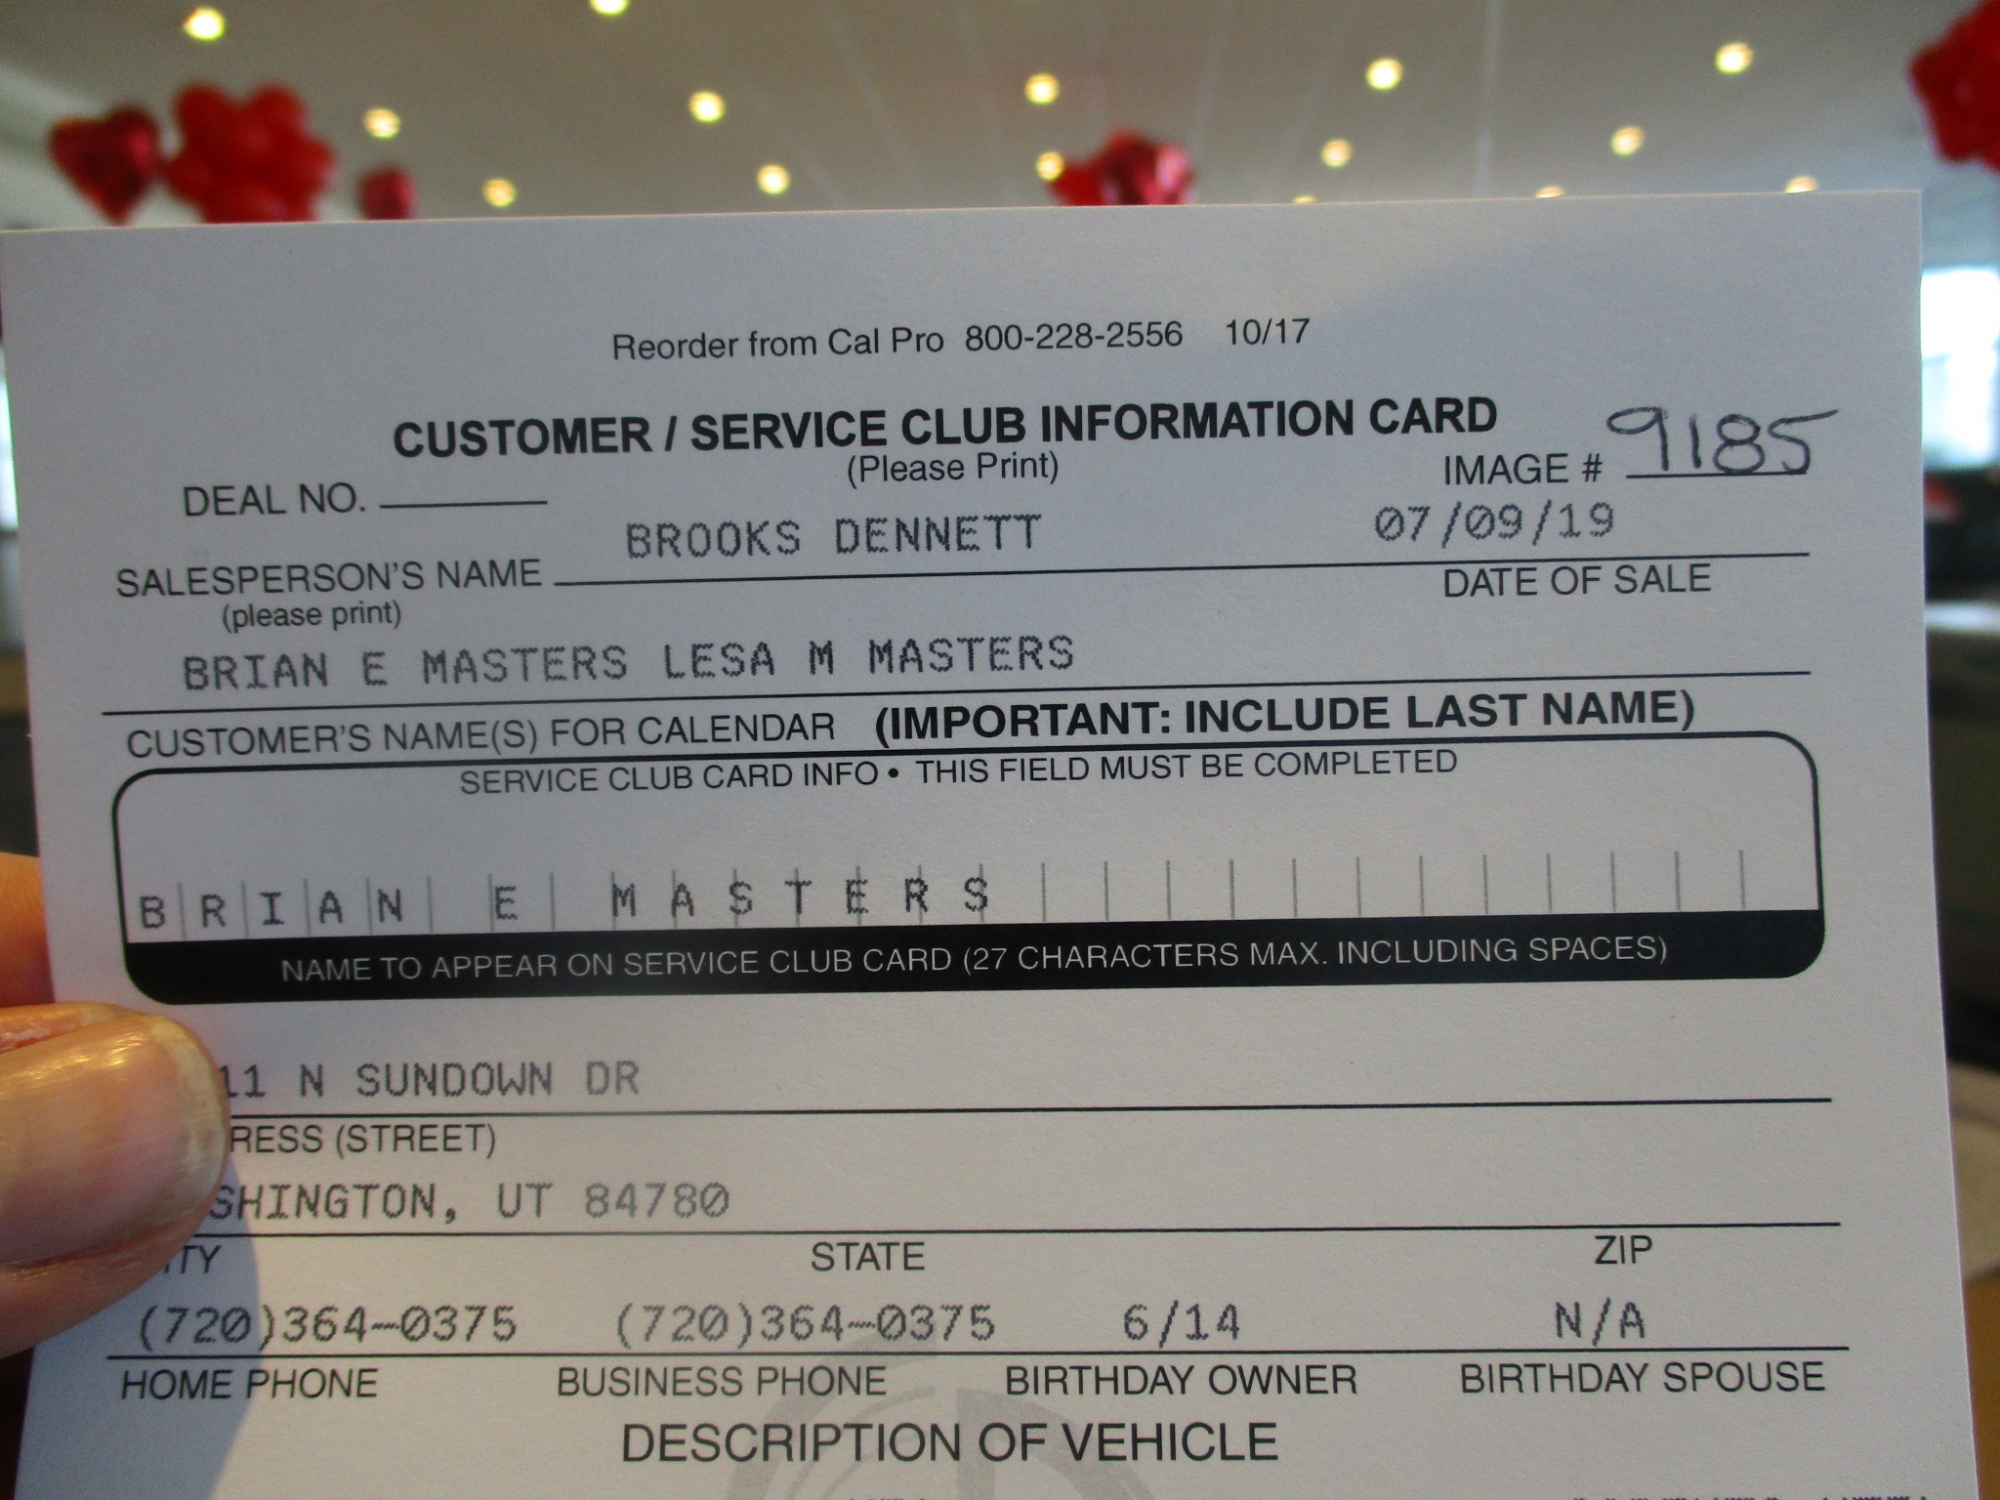 Reorder from Cal Pro 800-228-2556 10/17
CUSTOMER / SERVICE CLUB INFORMATION CARD
(Please Print)
IMAGE # 9185
DEAL NO.
BROOKS DENNETT 07/09/19
SALESPERSON'S NAME DATE OF SALE
(please print)
BRIAN E MASTERS LESA M MASTERS
CUSTOMER'S NAME(S) FOR CALENDAR (IMPORTANT: INCLUDE LAST NAME)
SERVICE CLUB CARD INFO • THIS FIELD MUST BE COMPLETED
BRIAN E MASTERS
NAME TO APPEAR ON SERVICE CLUB CARD (27 CHARACTERS MAX. INCLUDING SPACES)
11 N SUNDOWN DR
RESS (STREET)
SHINGTON, UT 84780
TY STATE ZIP
(720)364-0375 (720)364-0375 6/14 N/A
HOME PHONE BUSINESS PHONE BIRTHDAY OWNER BIRTHDAY SPOUSE
DESCRIPTION OF VEHICLE